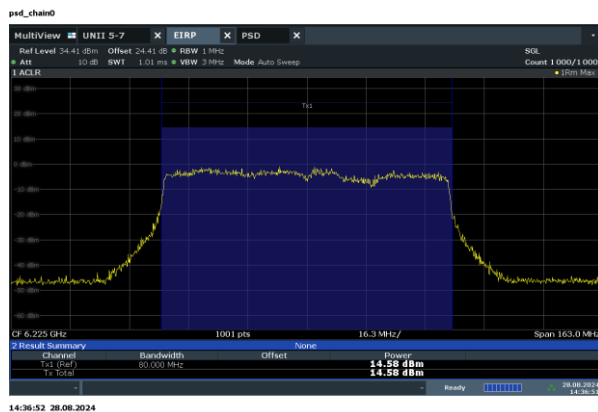 psd_chain0
MultiView UNII 5-7 X EIRP X PSD X
Ref Level 34.41 dBm Offset 24.41 dB RBW 1 MHz SGL
Att 10 dB SWT 1.01 ms VBW 3 MHz Mode Auto Sweep Count 1000/1000
1 ACLR 1Rm Max
30 dBm
Tx1
20 dBm
10 dBm
0 dBm
-10 dBm
-20 dBm
-30 dBm
-40 dBm
-50 dBm
-60 dBm
CF 6.225 GHz 1001 pts 16.3 MHz/ Span 163.0 MHz
2 Result Summary None
Channel Bandwidth Offset Power
Tx1 (Ref) 80.000 MHz 14.58 dBm
Tx Total 14.58 dBm
Ready 28.08.2024
14:36:51
14:36:52 28.08.2024